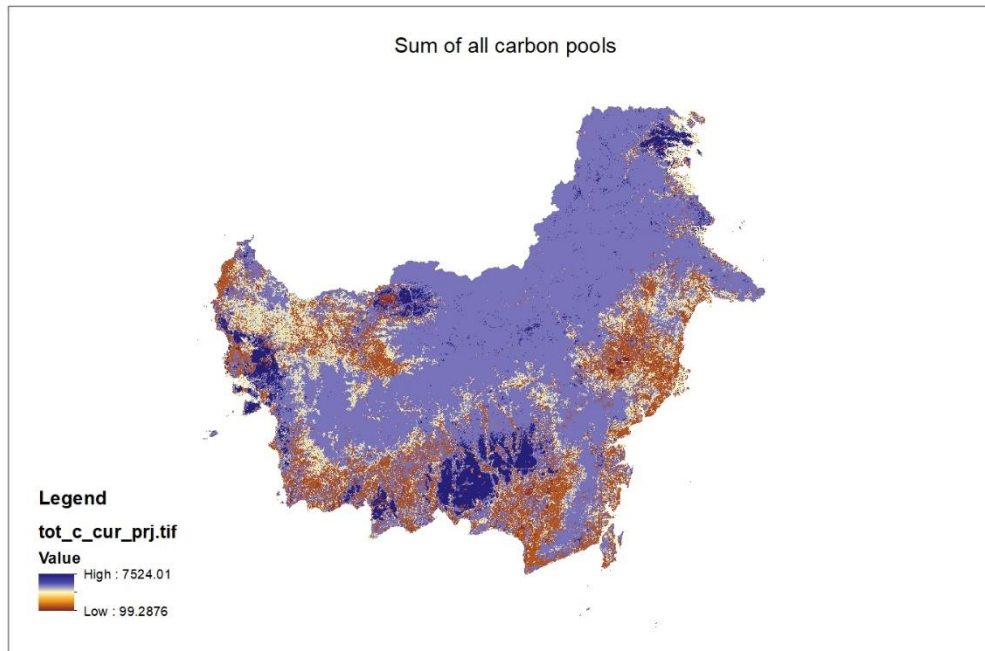 Sum of all carbon pools
Legend
tot_c_cur_prj.tif
Value
High : 7524.01
Low : 99.2876